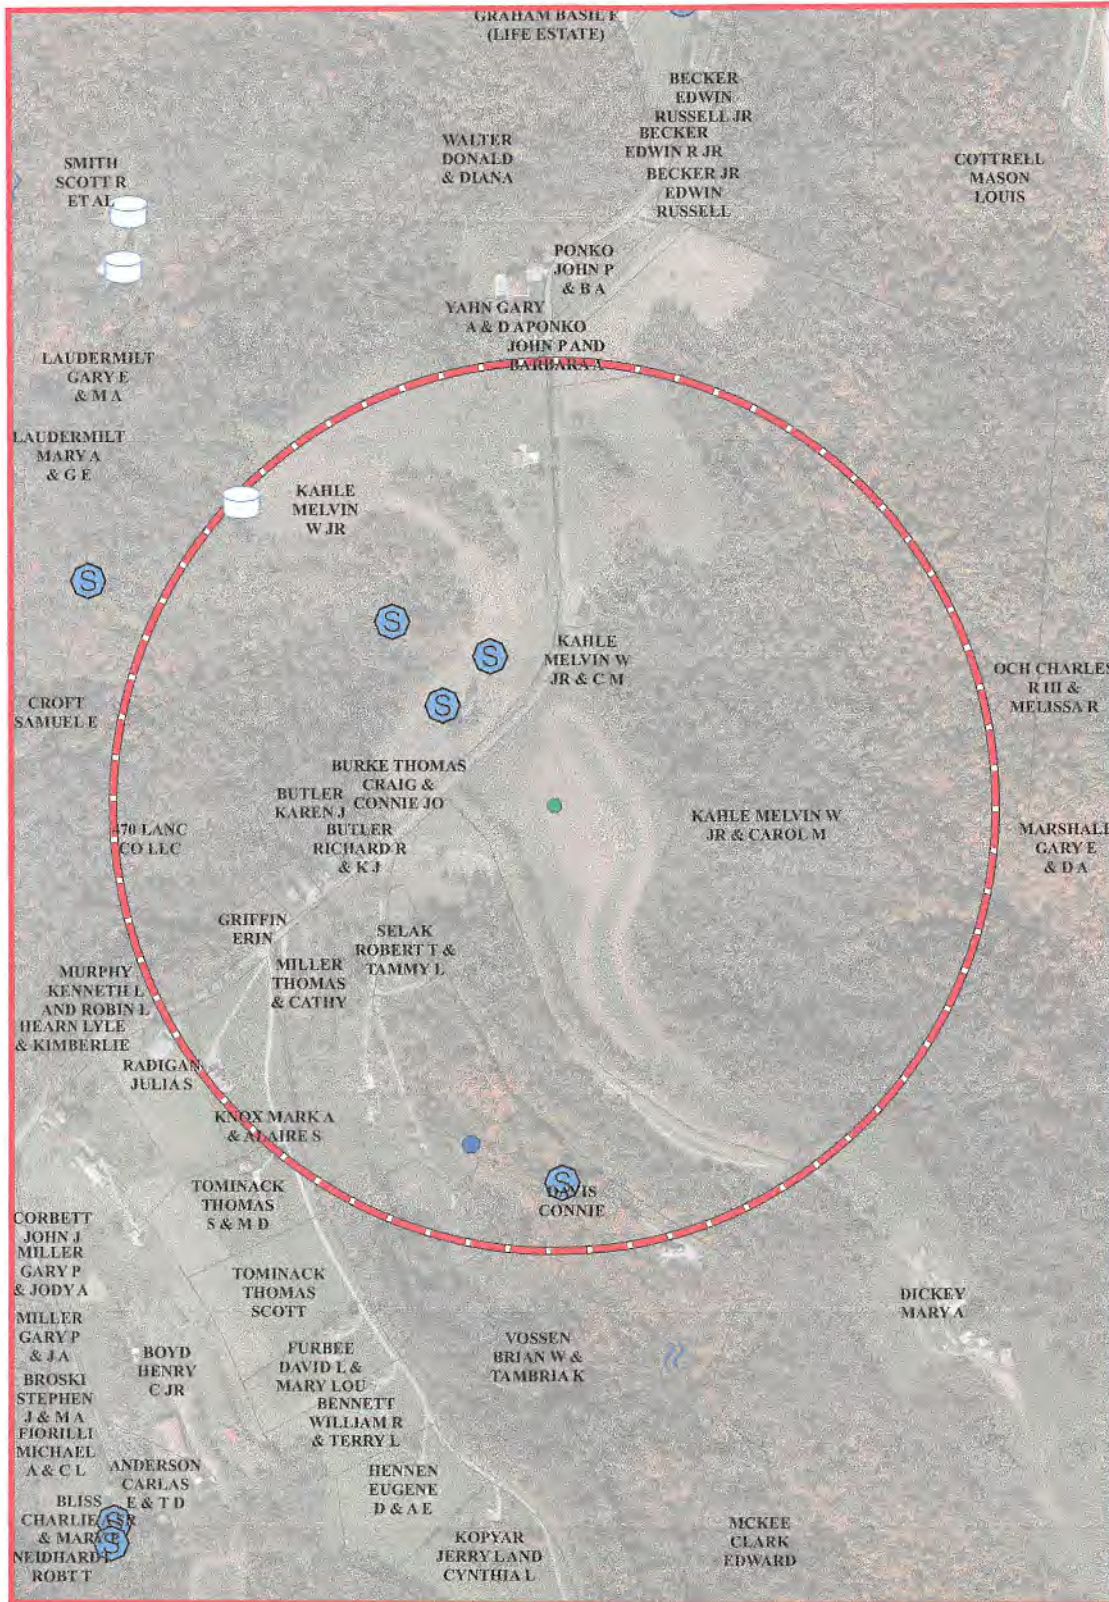 GRAHAM BASIL F
(LIFE ESTATE)
BECKER
EDWIN
RUSSELL JR
BECKER
EDWIN R JR
BECKER JR
EDWIN
RUSSELL
WALTER
DONALD
& DIANA
SMITH
SCOTT R
ET AL
COTTRELL
MASON
LOUIS
PONKO
JOHN P
& B A
YAHN GARY
A & D A PONKO
JOHN P AND
BARBARA A
LAUDERMILT
GARY E
& M A
LAUDERMILT
MARY A
& G E
KAHLE
MELVIN
W JR
S
S
S
S
KAHLE
MELVIN W
JR & C M
OCH CHARLES
R III &
MELISSA R
CROFT
SAMUEL E
BURKE THOMAS
CRAIG &
CONNIE JO
BUTLER
KAREN J
BUTLER
RICHARD R
& K J
KAHLE MELVIN W
JR & CAROL M
470 LANC
CO LLC
MARSHALL
GARY E
& D A
GRIFFIN
ERIN
SELAK
ROBERT T &
TAMMY L
MILLER
THOMAS
& CATHY
MURPHY
KENNETH L
AND ROBIN L
HEARN LYLE
& KIMBERLIE
RADIGAN
JULIA S
KNOX MARK A
& ALAIRE S
TOMINACK
THOMAS
S & M D
S
DAVIS
CONNIE
CORBETT
JOHN J
MILLER
GARY P
& JODY A
TOMINACK
THOMAS
SCOTT
DICKEY
MARY A
MILLER
GARY P
& J A
BOYD
HENRY
C JR
FURBEE
DAVID L &
MARY LOU
VOSSEN
BRIAN W &
TAMBRIA K
BROSKI
STEPHEN
J & M A
BENNETT
WILLIAM R
& TERRY L
FIORILLI
MICHAEL
A & C L
ANDERSON
CARLAS
E & T D
HENNEN
EUGENE
D & A E
BLISS
CHARLIE SR
& MARY
S
S
NEIDHARDT
ROBT T
KOPYAR
JERRY L AND
CYNTHIA L
MCKEE
CLARK
EDWARD